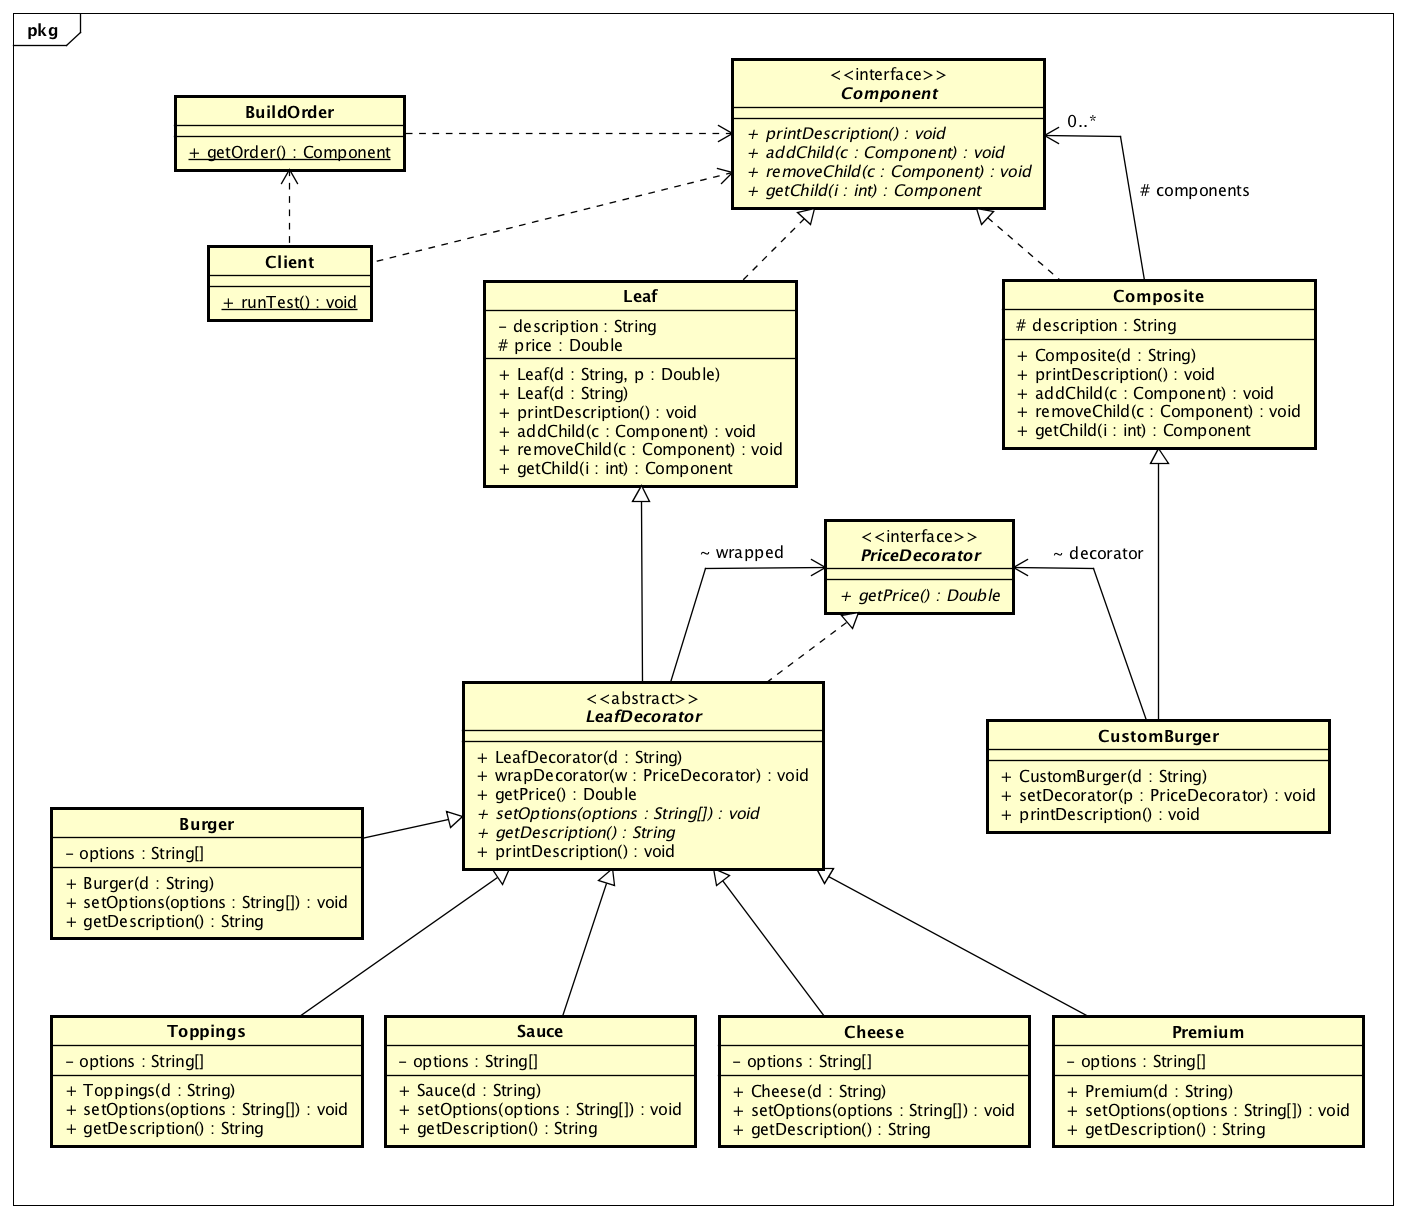 pkg
BuildOrder
+ getOrder() : Component
<<interface>>
Component
+ printDescription() : void
+ addChild(c : Component) : void
+ removeChild(c : Component) : void
+ getChild(i : int) : Component
0..*
# components
Client
+ runTest() : void
Leaf
- description : String
# price : Double
+ Leaf(d : String, p : Double)
+ Leaf(d : String)
+ printDescription() : void
+ addChild(c : Component) : void
+ removeChild(c : Component) : void
+ getChild(i : int) : Component
Composite
# description : String
+ Composite(d : String)
+ printDescription() : void
+ addChild(c : Component) : void
+ removeChild(c : Component) : void
+ getChild(i : int) : Component
~ wrapped
<<interface>>
PriceDecorator
+ getPrice() : Double
~ decorator
<<abstract>>
LeafDecorator
+ LeafDecorator(d : String)
+ wrapDecorator(w : PriceDecorator) : void
+ getPrice() : Double
+ setOptions(options : String[]) : void
+ getDescription() : String
+ printDescription() : void
CustomBurger
+ CustomBurger(d : String)
+ setDecorator(p : PriceDecorator) : void
+ printDescription() : void
Burger
- options : String[]
+ Burger(d : String)
+ setOptions(options : String[]) : void
+ getDescription() : String
Toppings
- options : String[]
+ Toppings(d : String)
+ setOptions(options : String[]) : void
+ getDescription() : String
Sauce
- options : String[]
+ Sauce(d : String)
+ setOptions(options : String[]) : void
+ getDescription() : String
Cheese
- options : String[]
+ Cheese(d : String)
+ setOptions(options : String[]) : void
+ getDescription() : String
Premium
- options : String[]
+ Premium(d : String)
+ setOptions(options : String[]) : void
+ getDescription() : String